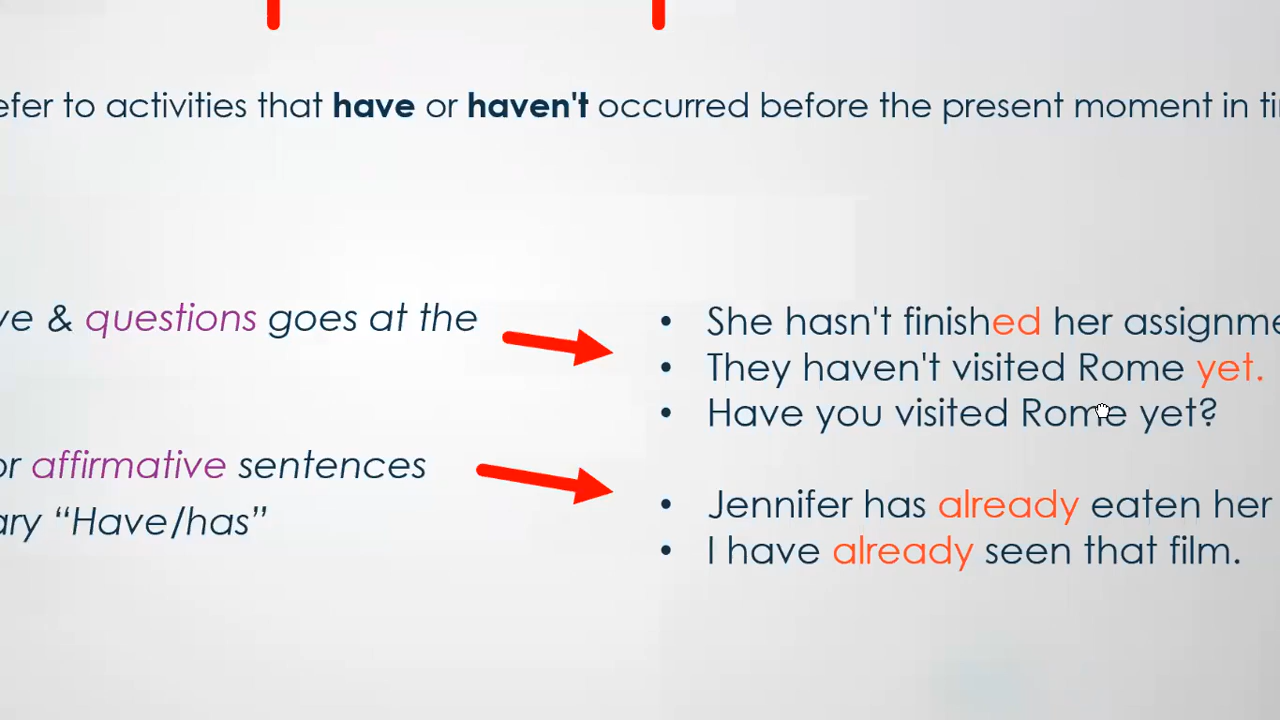 efer to activities that have or haven't occurred before the present moment in ti
ve & questions goes at the
or affirmative sentences
ary “Have/has”
• She hasn't finished her assignme
• They haven't visited Rome yet.
• Have you visited Rome yet?
• Jennifer has already eaten her
• I have already seen that film.